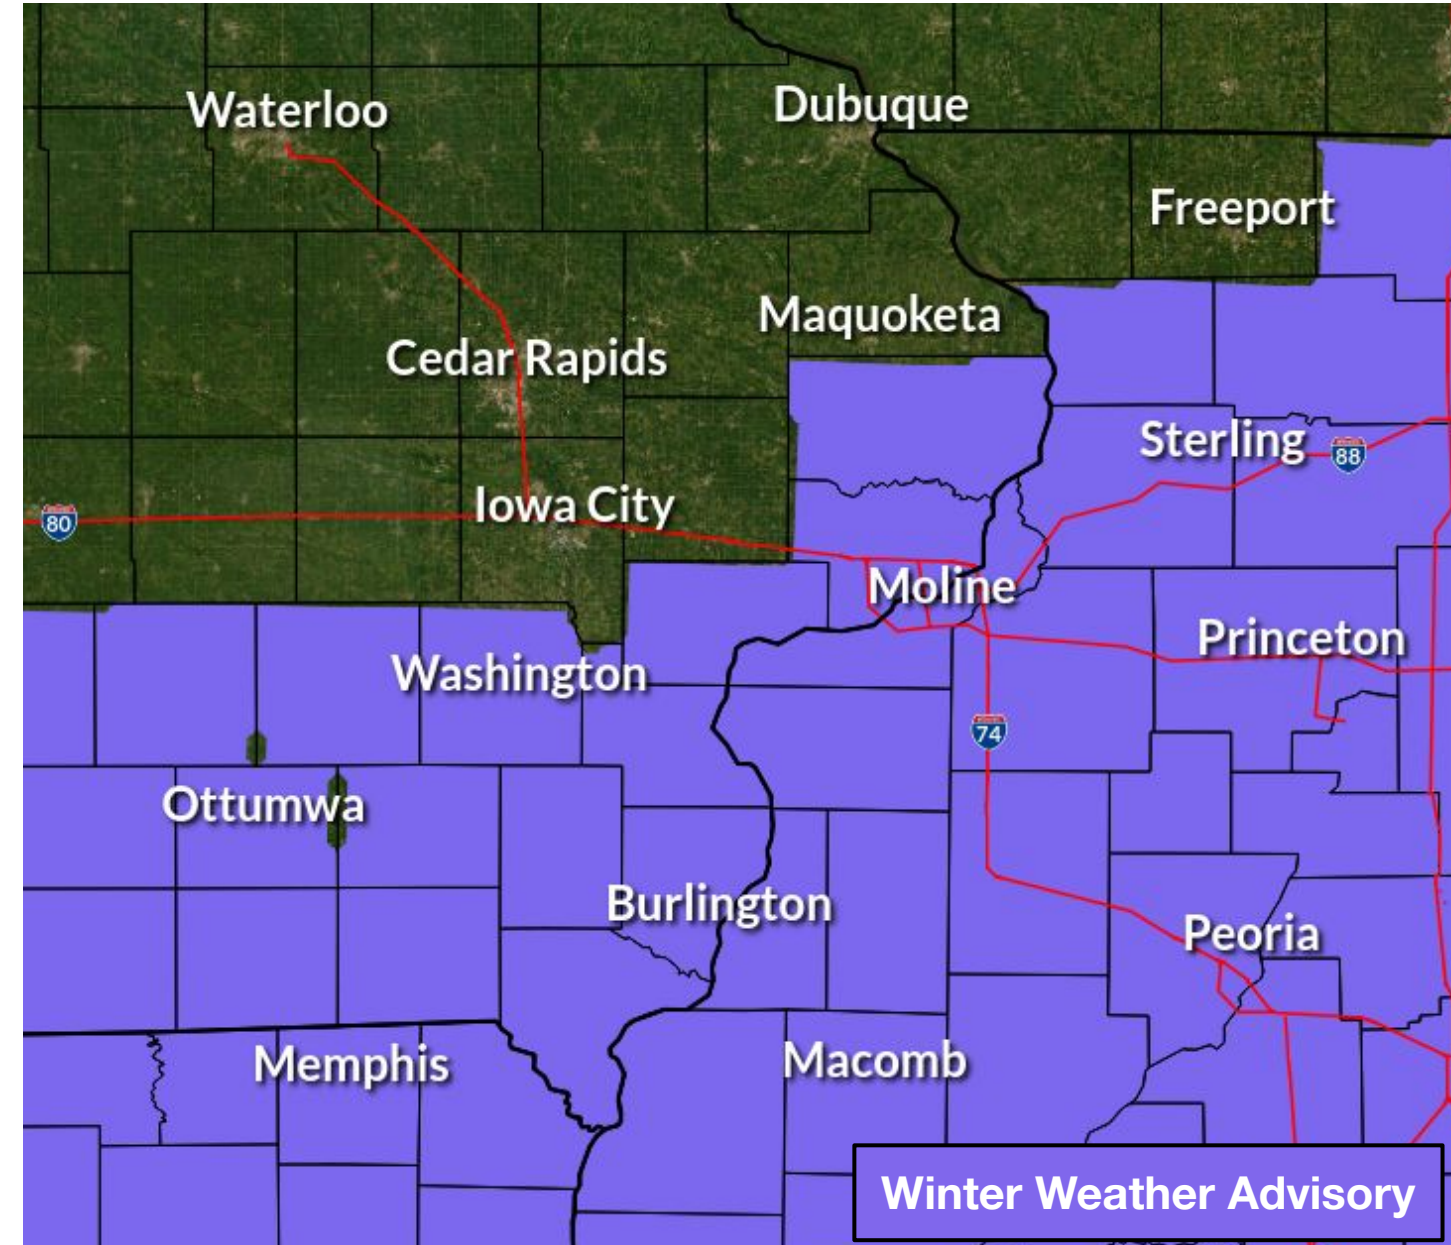 Waterloo
Dubuque
Freeport
Maquoketa
Cedar Rapids
Sterling
88
Iowa City
80
Moline
Princeton
Washington
74
Ottumwa
Burlington
Peoria
Memphis
Macomb
Winter Weather Advisory